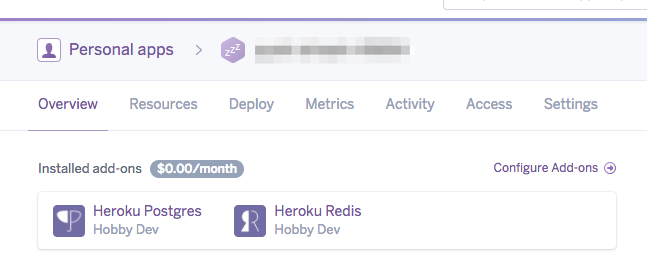 Personal apps
Overview Resources Deploy Metrics Activity Access Settings
Installed add-ons $0.00/month Configure Add-ons
Heroku Postgres Heroku Redis
Hobby Dev Hobby Dev